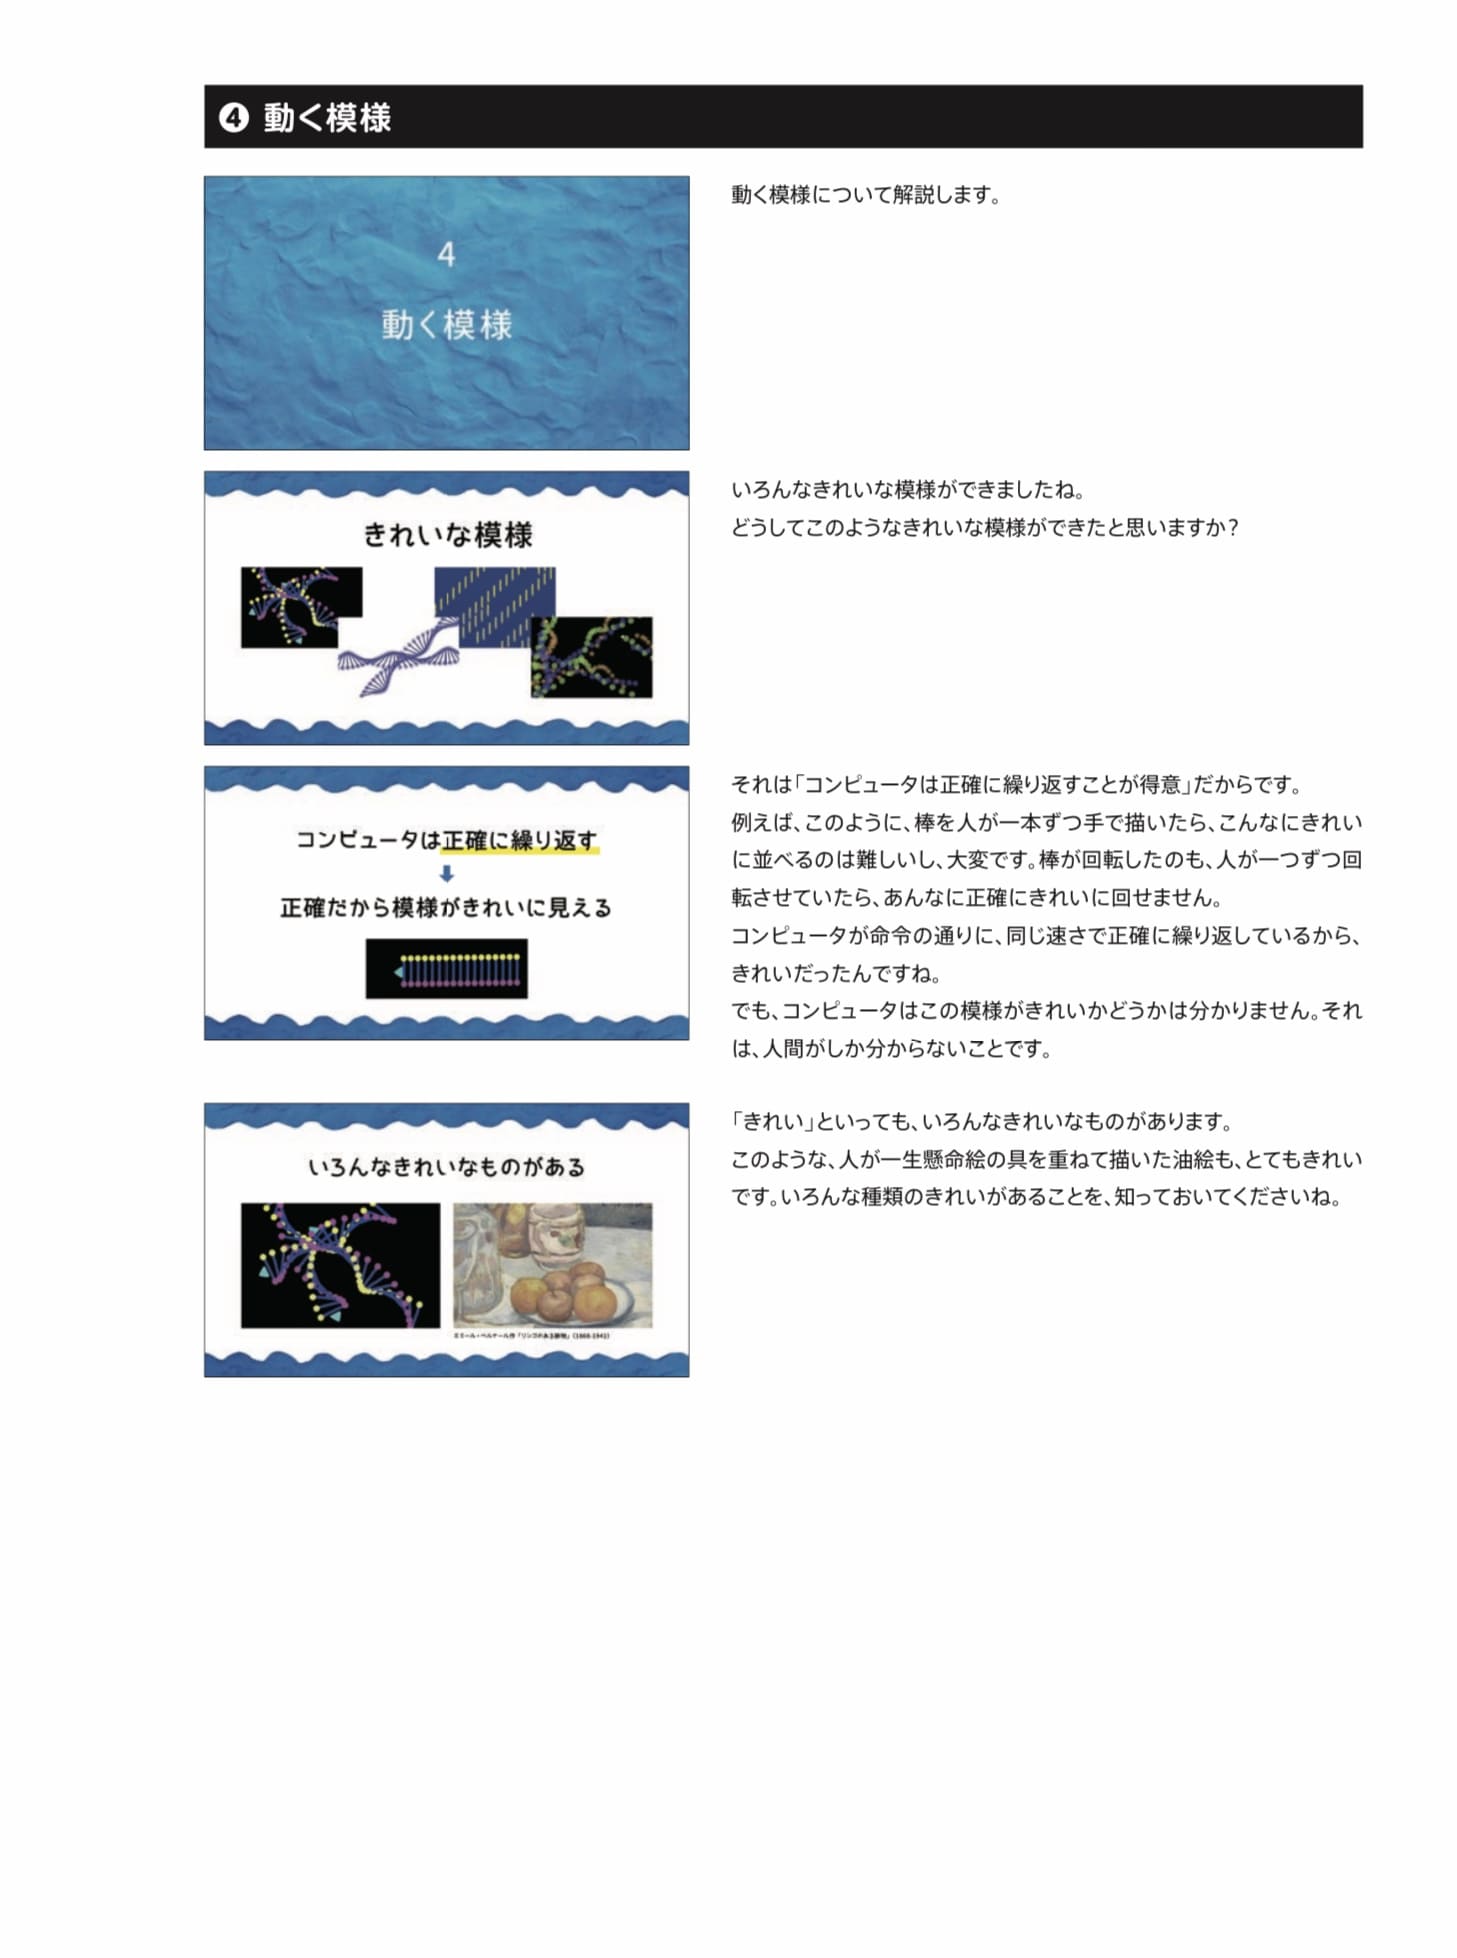 ❹ 動く模様
4
動く模様
動く模様について解説します。
きれいな模様
いろんなきれいな模様ができましたね。
どうしてこのようなきれいな模様ができたと思いますか？
コンピュータは正確に繰り返す
正確だから模様がきれいに見える
それは「コンピュータは正確に繰り返すことが得意」だからです。
例えば、このように、棒を人が一本ずつ手で描いたら、こんなにきれい
に並べるのは難しいし、大変です。棒が回転したのも、人が一つずつ回
転させていたら、あんなに正確にきれいに回せません。
コンピュータが命令の通りに、同じ速さで正確に繰り返しているから、
きれいだったんですね。
でも、コンピュータはこの模様がきれいかどうかは分かりません。それ
は、人間がしか分からないことです。
いろんなきれいなものがある
エミール・ベルナール作「リンゴのある静物」（1868-1941）
「きれい」といっても、いろんなきれいなものがあります。
このような、人が一生懸命絵の具を重ねて描いた油絵も、とてもきれい
です。いろんな種類のきれいがあることを、知っておいてくださいね。